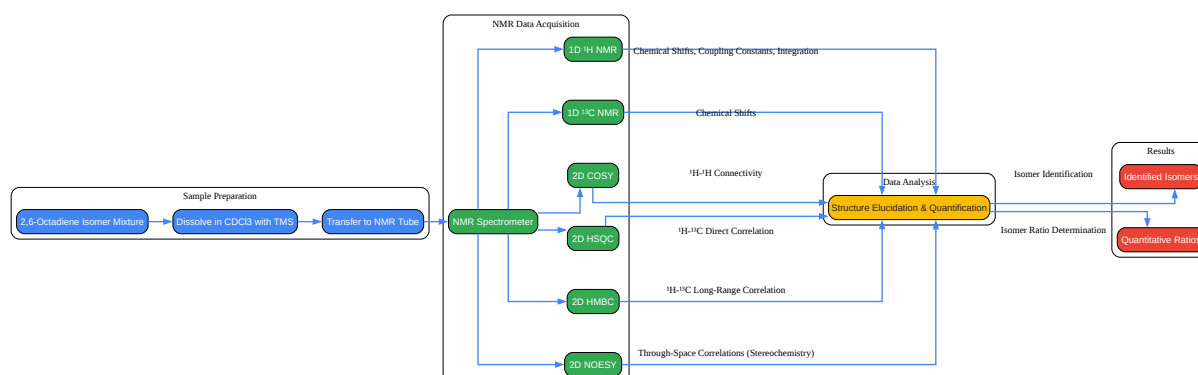 NMR Data Acquisition
1D ¹H NMR
Chemical Shifts, Coupling Constants, Integration
1D ¹³C NMR
Chemical Shifts
2D COSY
¹H-¹H Connectivity
Sample Preparation
2,6-Octadiene Isomer Mixture
Dissolve in CDCl3 with TMS
Transfer to NMR Tube
NMR Spectrometer
2D HSQC
¹H-¹³C Direct Correlation
2D HMBC
¹H-¹³C Long-Range Correlation
2D NOESY
Through-Space Correlations (Stereochemistry)
Data Analysis
Structure Elucidation & Quantification
Isomer Identification
Isomer Ratio Determination
Results
Identified Isomers
Quantitative Ratios